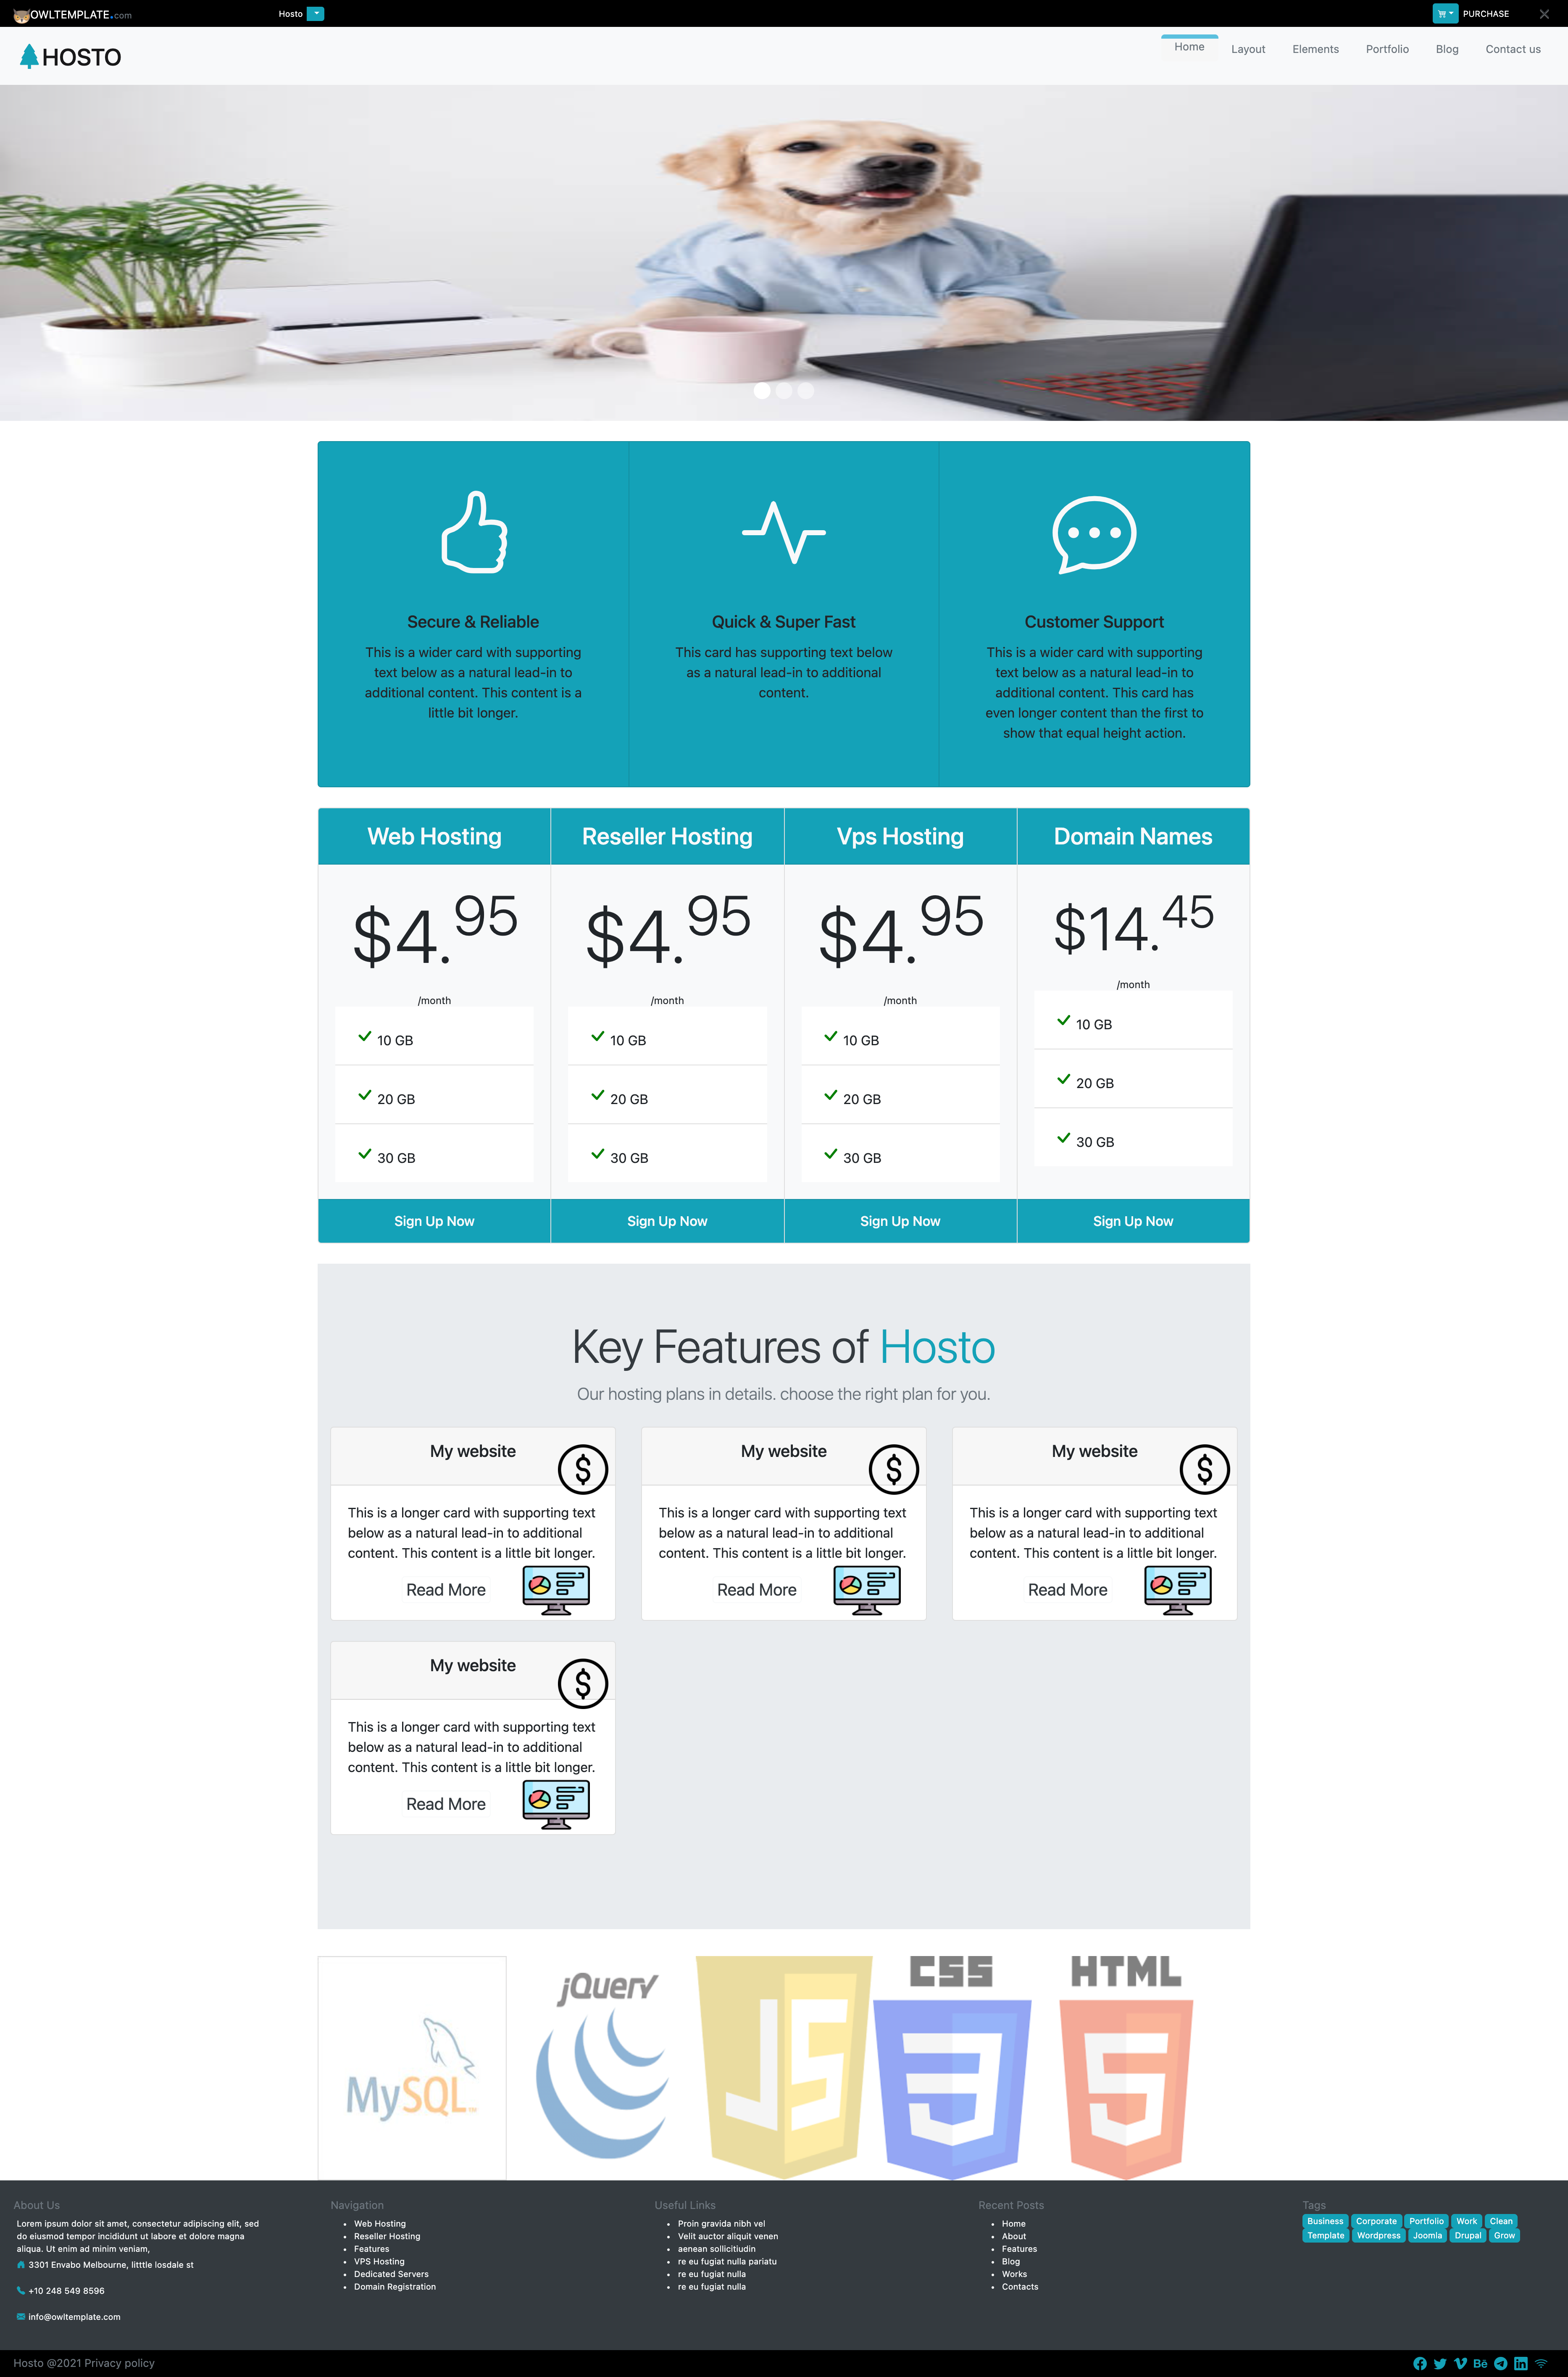 OWLTEMPLATE.com
Hosto
PURCHASE
HOSTO
Home
Layout
Elements
Portfolio
Blog
Contact us
Secure & Reliable
This is a wider card with supporting
text below as a natural lead-in to
additional content. This content is a
little bit longer.
Quick & Super Fast
This card has supporting text below
as a natural lead-in to additional
content.
Customer Support
This is a wider card with supporting
text below as a natural lead-in to
additional content. This card has
even longer content than the first to
show that equal height action.
Web Hosting
$4.95
/month
10 GB
20 GB
30 GB
Sign Up Now
Reseller Hosting
$4.95
/month
10 GB
20 GB
30 GB
Sign Up Now
Vps Hosting
$4.95
/month
10 GB
20 GB
30 GB
Sign Up Now
Domain Names
$14.45
/month
10 GB
20 GB
30 GB
Sign Up Now
Key Features of Hosto
Our hosting plans in details. choose the right plan for you.
My website
This is a longer card with supporting text
below as a natural lead-in to additional
content. This content is a little bit longer.
Read More
My website
This is a longer card with supporting text
below as a natural lead-in to additional
content. This content is a little bit longer.
Read More
My website
This is a longer card with supporting text
below as a natural lead-in to additional
content. This content is a little bit longer.
Read More
My website
This is a longer card with supporting text
below as a natural lead-in to additional
content. This content is a little bit longer.
Read More
MySQL™
jQuery
JS
CSS
3
HTML
5
About Us
Lorem ipsum dolor sit amet, consectetur adipiscing elit, sed
do eiusmod tempor incididunt ut labore et dolore magna
aliqua. Ut enim ad minim veniam,
3301 Envabo Melbourne, litttle losdale st
+10 248 549 8596
info@owltemplate.com
Navigation
Web Hosting
Reseller Hosting
Features
VPS Hosting
Dedicated Servers
Domain Registration
Useful Links
Proin gravida nibh vel
Velit auctor aliquit venen
aenean sollicitiudin
re eu fugiat nulla pariatu
re eu fugiat nulla
re eu fugiat nulla
Recent Posts
Home
About
Features
Blog
Works
Contacts
Tags
Business Corporate Portfolio Work Clean
Template Wordpress Joomla Drupal Grow
Hosto @2021 Privacy policy
Bē